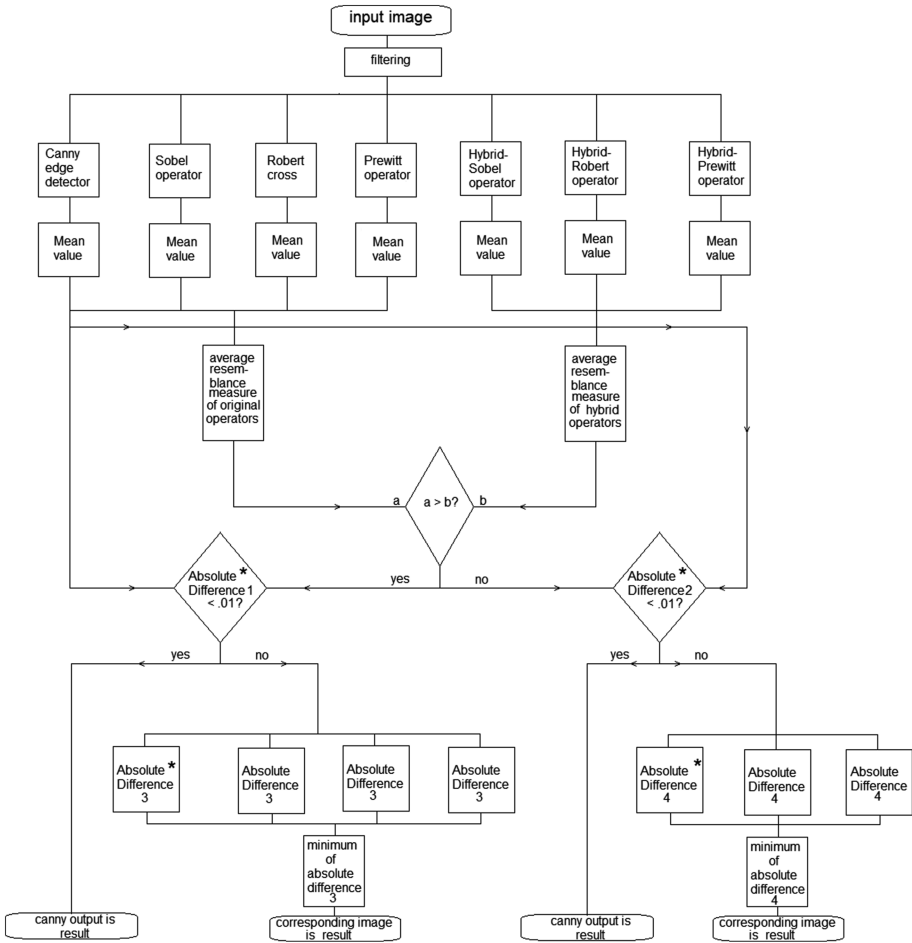 input image
filtering
Canny
edge
detector
Sobel
operator
Robert
cross
Prewitt
operator
Hybrid-
Sobel
operator
Hybrid-
Robert
operator
Hybrid-
Prewitt
operator
Mean
value
Mean
value
Mean
value
Mean
value
Mean
value
Mean
value
Mean
value
average
resem-
blance
measure
of original
operators
average
resem-
blance
measure
of hybrid
operators
a
a > b?
b
Absolute *
Difference 1
< .01?
yes
no
Absolute *
Difference2
< .01?
yes
no
yes
no
Absolute *
Difference
3
Absolute
Difference
3
Absolute
Difference
3
Absolute
Difference
3
Absolute *
Difference
4
Absolute
Difference
4
Absolute
Difference
4
minimum
of
absolute
difference
3
minimum
of
absolute
difference
4
canny output is
result
corresponding image
is result
canny output is
result
corresponding image
is result